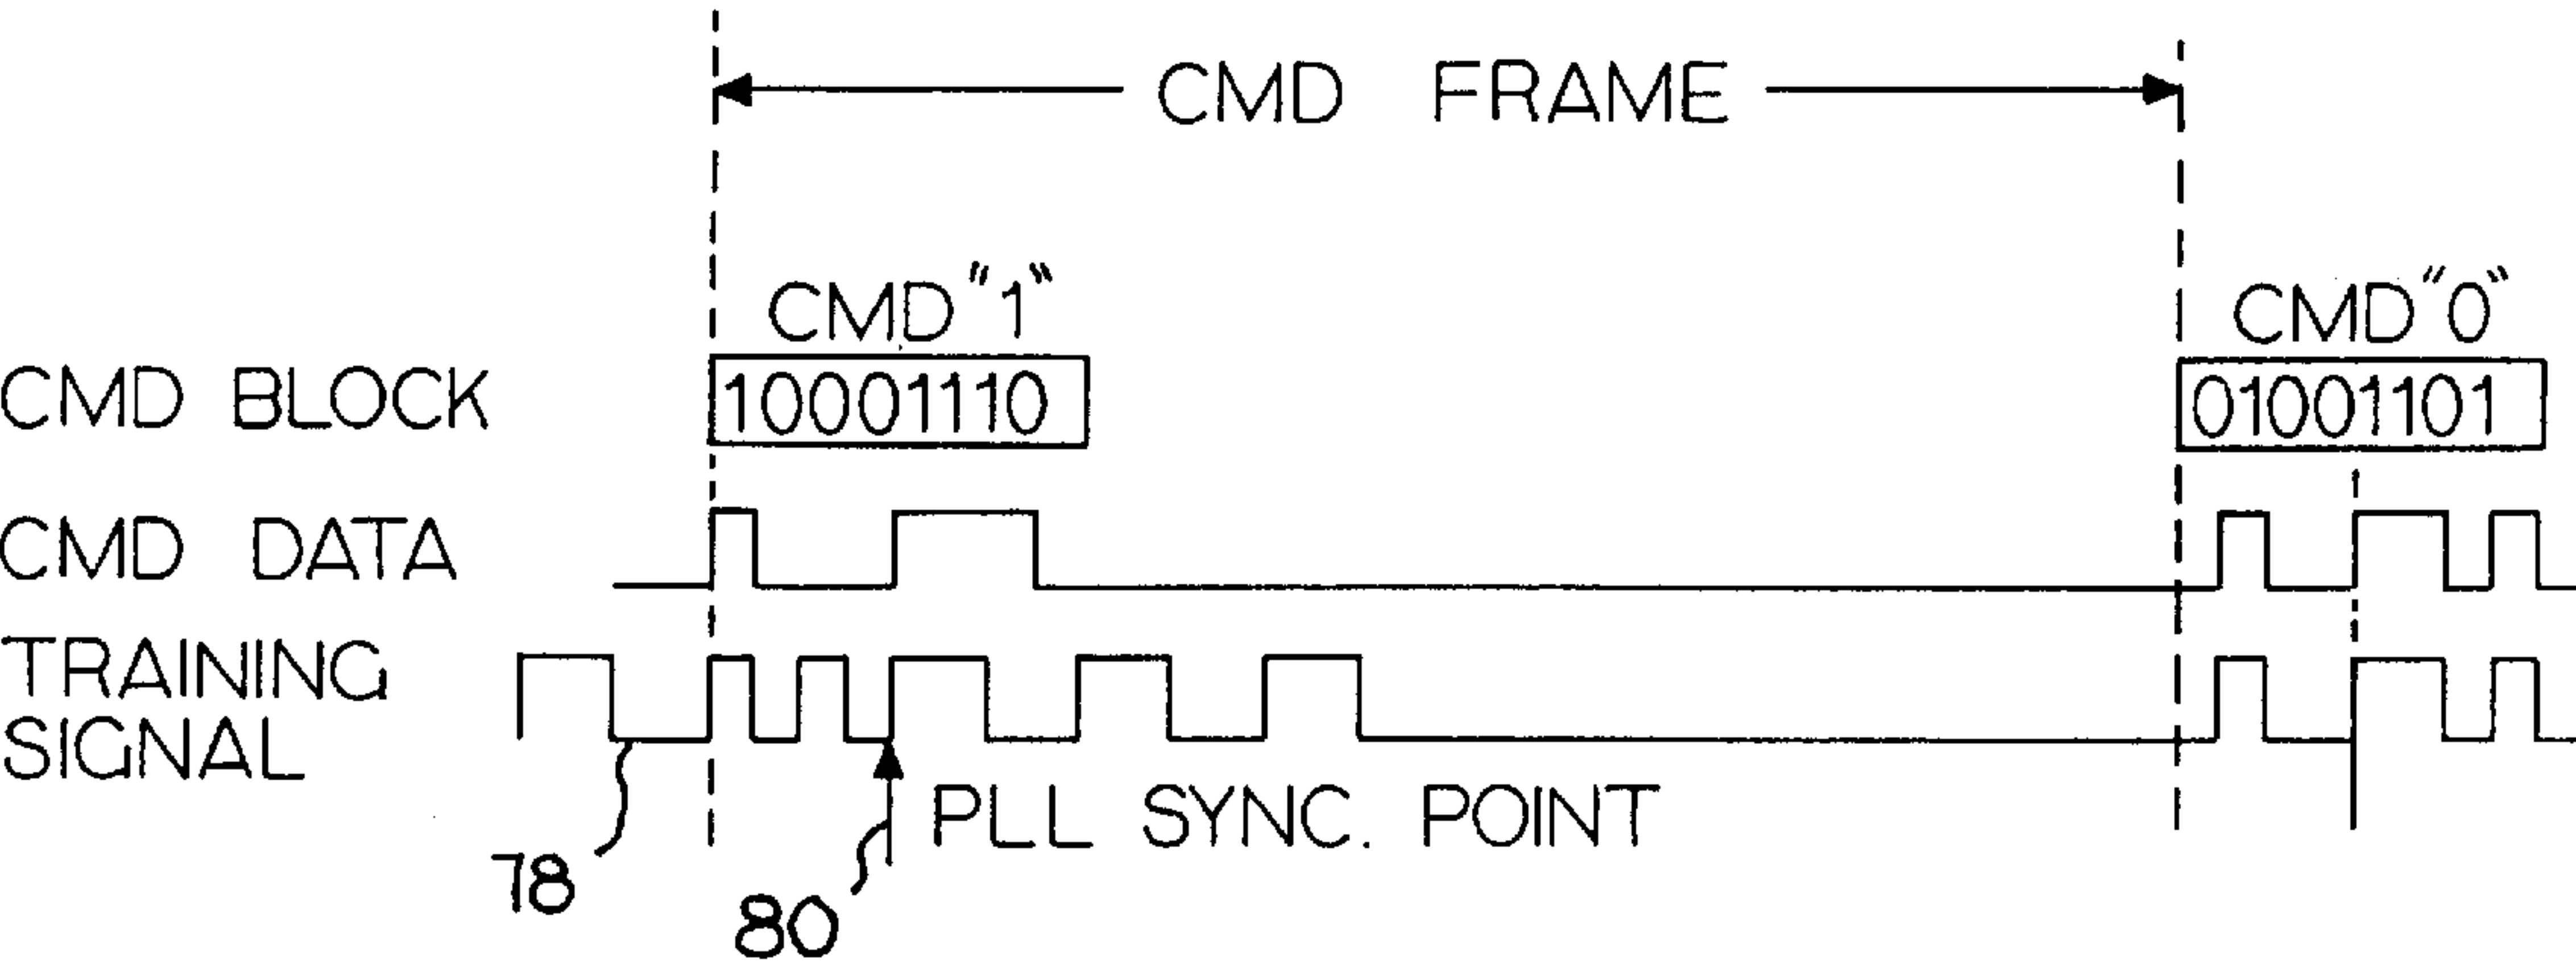 CMD FRAME
CMD "1"
CMD "0"
CMD BLOCK
10001110
01001101
CMD DATA
TRAINING
SIGNAL
PLL SYNC. POINT
78
80